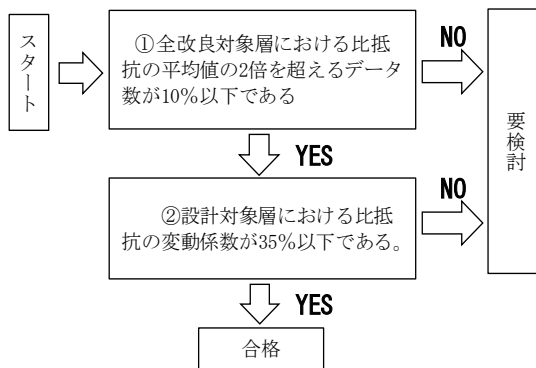 スタート
①全改良対象層における比抵
抗の平均値の2倍を超えるデータ
数が10%以下である
NO
要検討
YES
②設計対象層における比抵
抗の変動係数が35%以下である。
NO
YES
合格